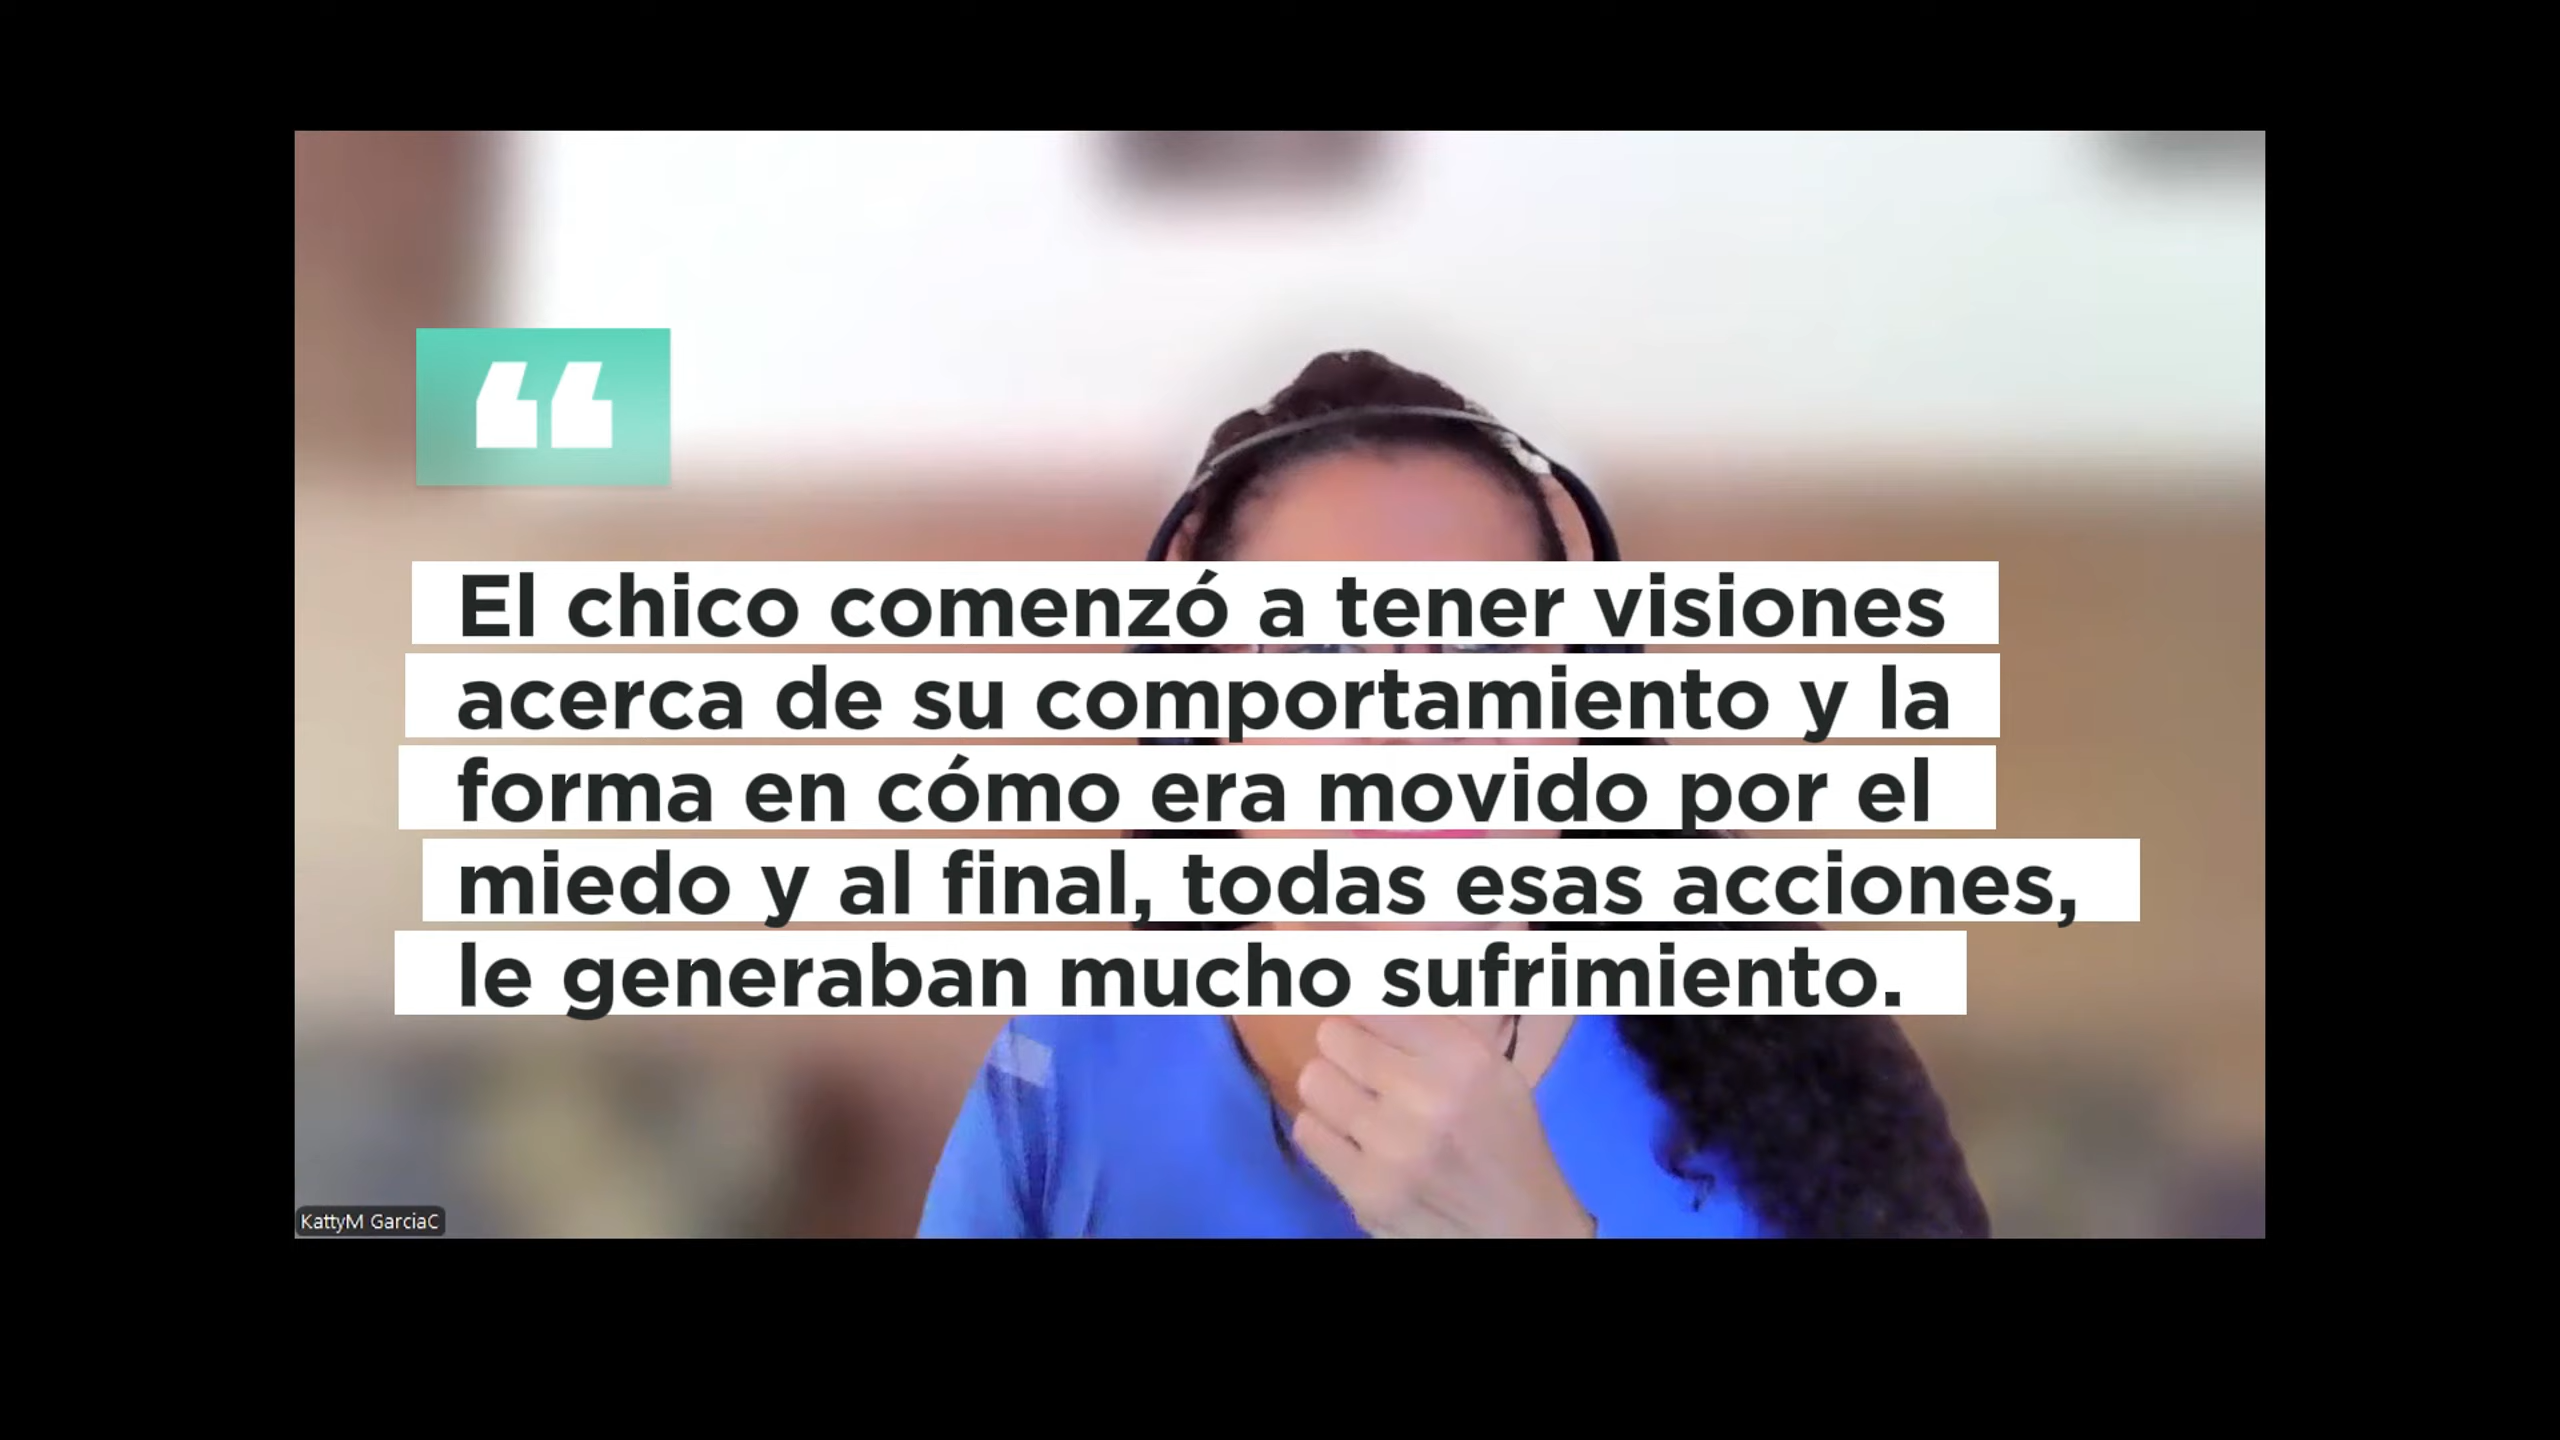 “
El chico comenzó a tener visiones
acerca de su comportamiento y la
forma en cómo era movido por el
miedo y al final, todas esas acciones,
le generaban mucho sufrimiento.
KattyM GarciaC